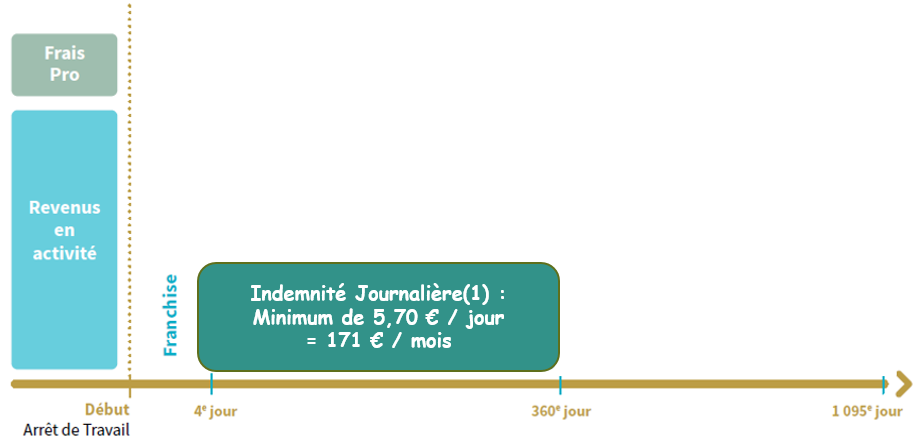 Frais
Pro
Revenus
en
activité
Franchise
Indemnité Journalière(1) :
Minimum de 5,70 € / jour
= 171 € / mois
Début
Arrêt de Travail
4e jour
360e jour
1 095e jour